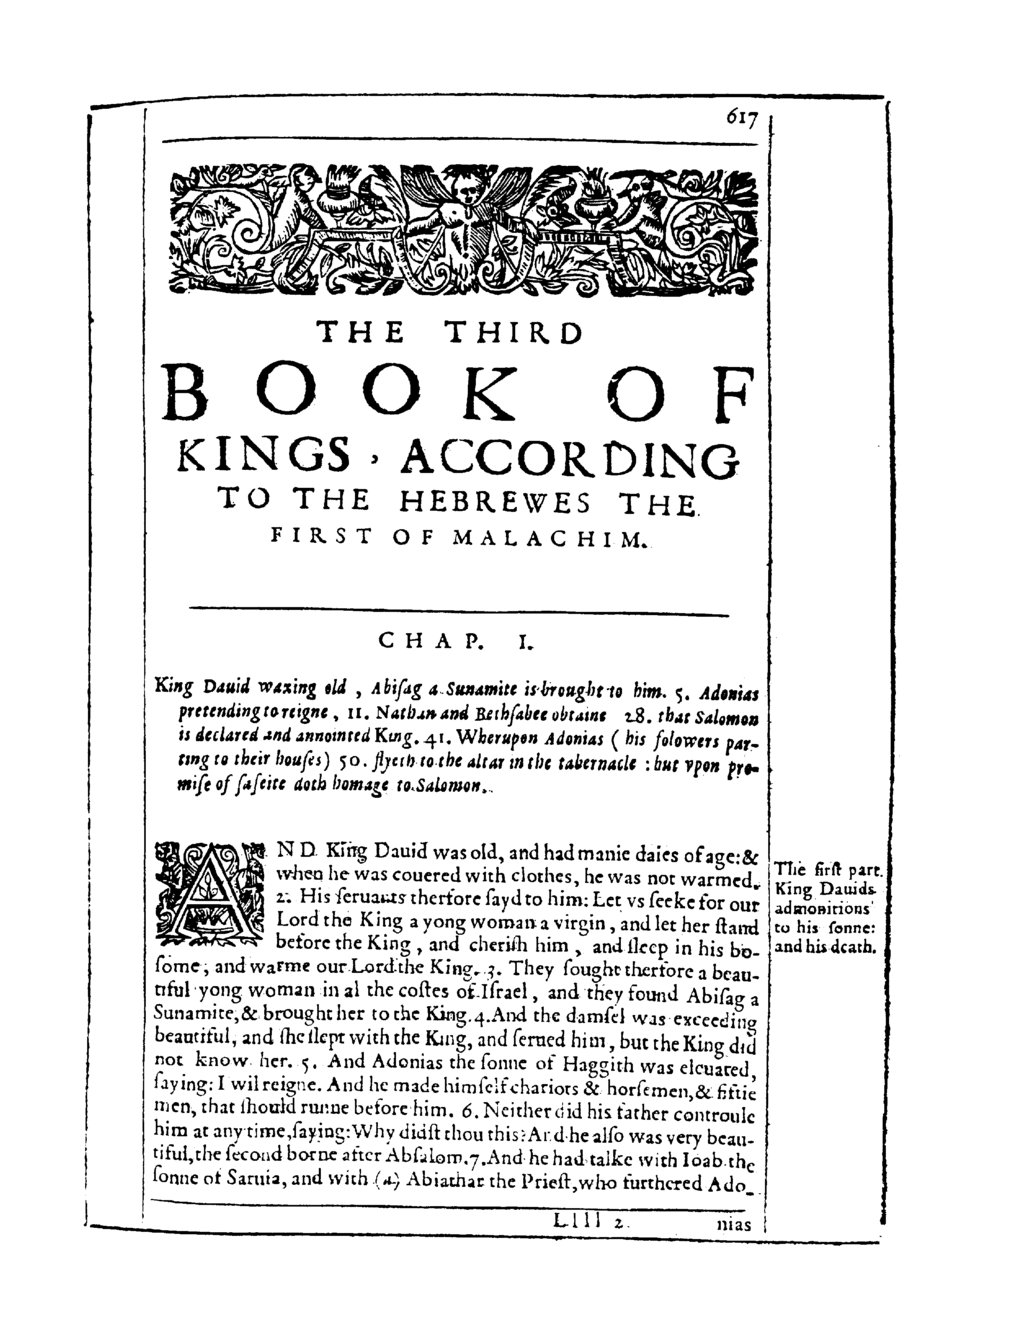 617
THE THIRD
BOOK OF
KINGS, ACCORDING
TO THE HEBREWES THE
FIRST OF MALACHIM.
CHAP. I.
King Dauid waxing old , Abiſag a Sunamite is brought to him. 5. Adonias
pretending to reigne , 11. Nathan and Bethſabee obtaine 28. that Salomon
is declared and annointed King. 41. Wherupon Adonias ( his folowers par-
ting to their houſes) 50. flyeth to the altar in the tabernacle : but vpon pro-
miſe of ſafeite doth homage to Salomon.
AND King Dauid was old, and had manie daies of age: &
when he was couered with clothes, he was not warmed.
2. His ſeruants therfore ſayd to him: Let vs ſeeke for our
Lord the King a yong woman a virgin , and let her ſtand
before the King , and cheriſh him , and ſleep in his bo-
ſome, and warme our Lord the King. 3. They ſought therfore a beau-
tiful yong woman in al the coſtes of Iſrael , and they found Abiſag a
Sunamite, & brought her to the King. 4. And the damſel was exceeding
beautiful, and ſhe ſlept with the King, and ſerued him, but the King did
not know her. 5. And Adonias the ſonne of Haggith was eleuated,
ſaying: I wil reigne. And he made himſelf chariots & horſemen, & fiftie
men, that ſhould runne before him. 6. Neither did his father controule
him at any time, ſaying: Why didſt thou this? And he alſo was very beau-
tiful, the ſecond borne after Abſalom. 7. And he had talke with Ioab the
ſonne of Saruia, and with (a) Abiathar the Prieſt, who furthered Ado-
The firſt part.
King Dauids
admonitions
to his ſonne:
and his death.
Llll 2 nias